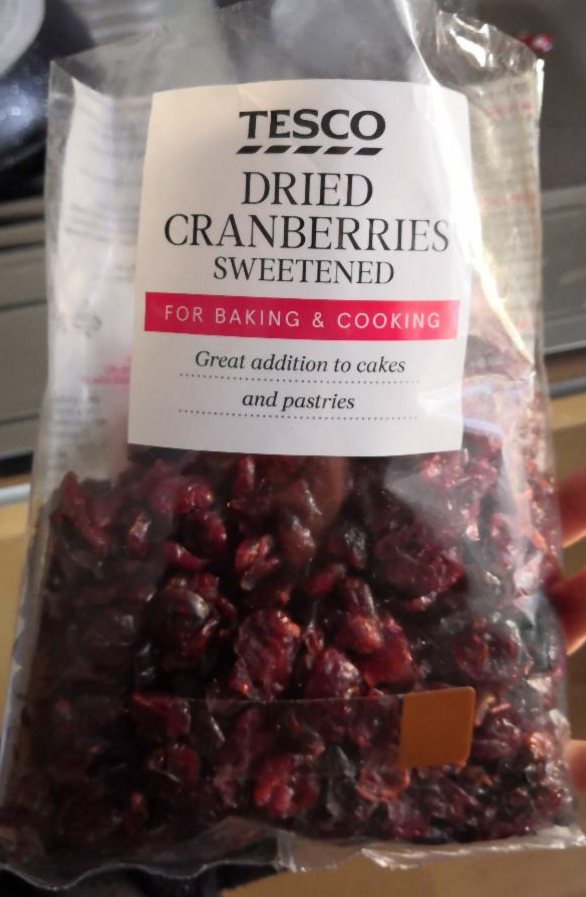 TESCO
DRIED
CRANBERRIES
SWEETENED
FOR BAKING & COOKING
Great addition to cakes
and pastries